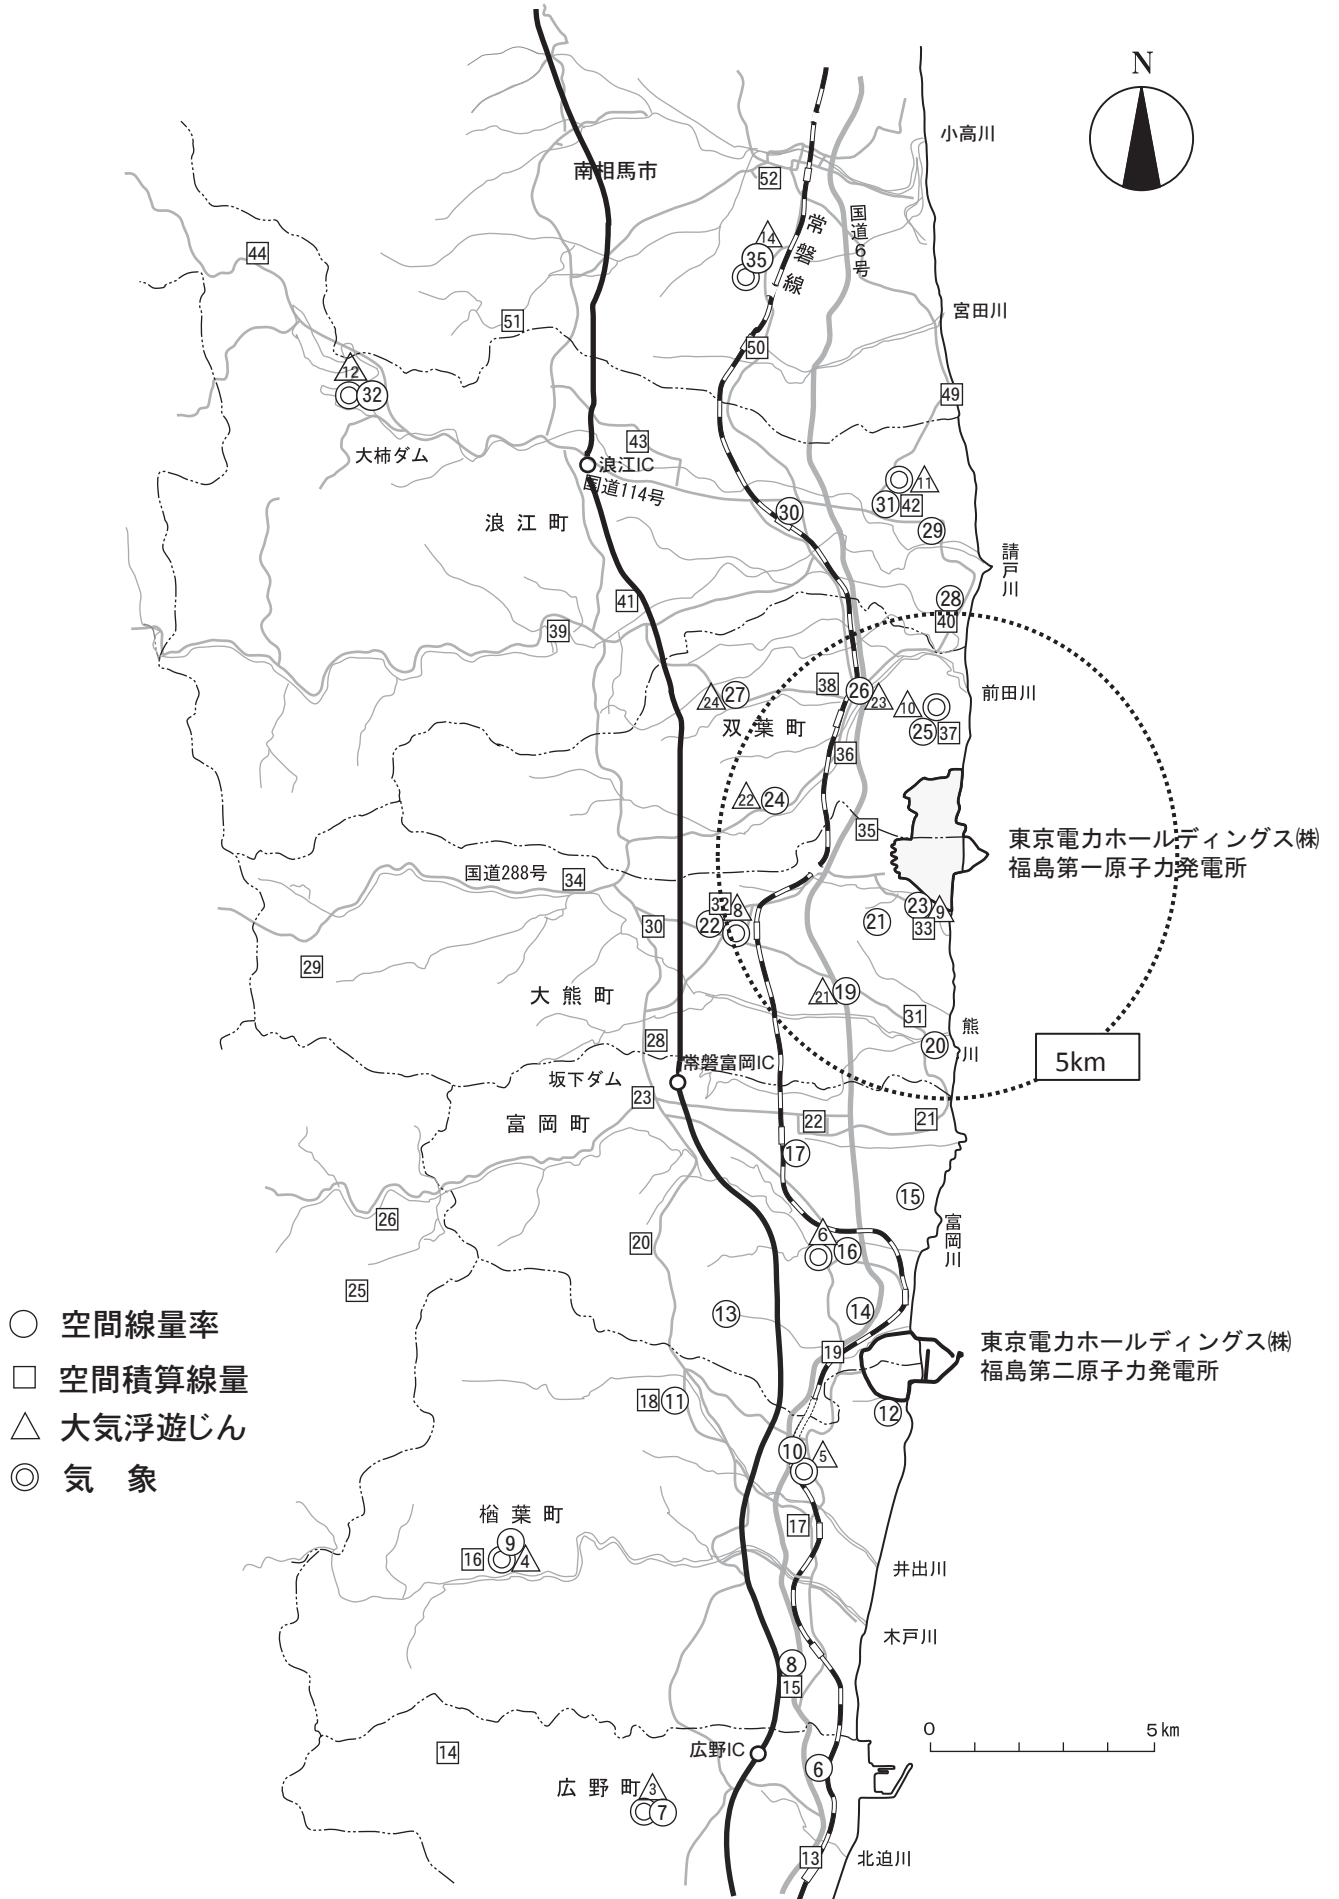 N
小高川
南相馬市
52
国道6号
14
常磐線
35
44
宮田川
51
50
12
32
49
43
大柿ダム
浪江IC
国道114号
11
31
42
30
浪江町
29
請戸川
28
41
40
39
38
26
23
前田川
24
27
10
双葉町
25
37
36
22
24
35
東京電力ホールディングス㈱
福島第一原子力発電所
国道288号
34
32
8
23
9
22
21
33
30
29
21
19
大熊町
31
熊川
28
20
5km
常磐富岡IC
坂下ダム
23
22
21
富岡町
17
15
26
富岡川
6
20
16
25
13
14
○ 空間線量率
19
東京電力ホールディングス㈱
福島第二原子力発電所
□ 空間積算線量
18
11
12
△ 大気浮遊じん
10
5
◎ 気 象
楢葉町
17
9
16
4
井出川
木戸川
8
15
0
5km
14
広野IC
6
広野町
3
7
13
北迫川